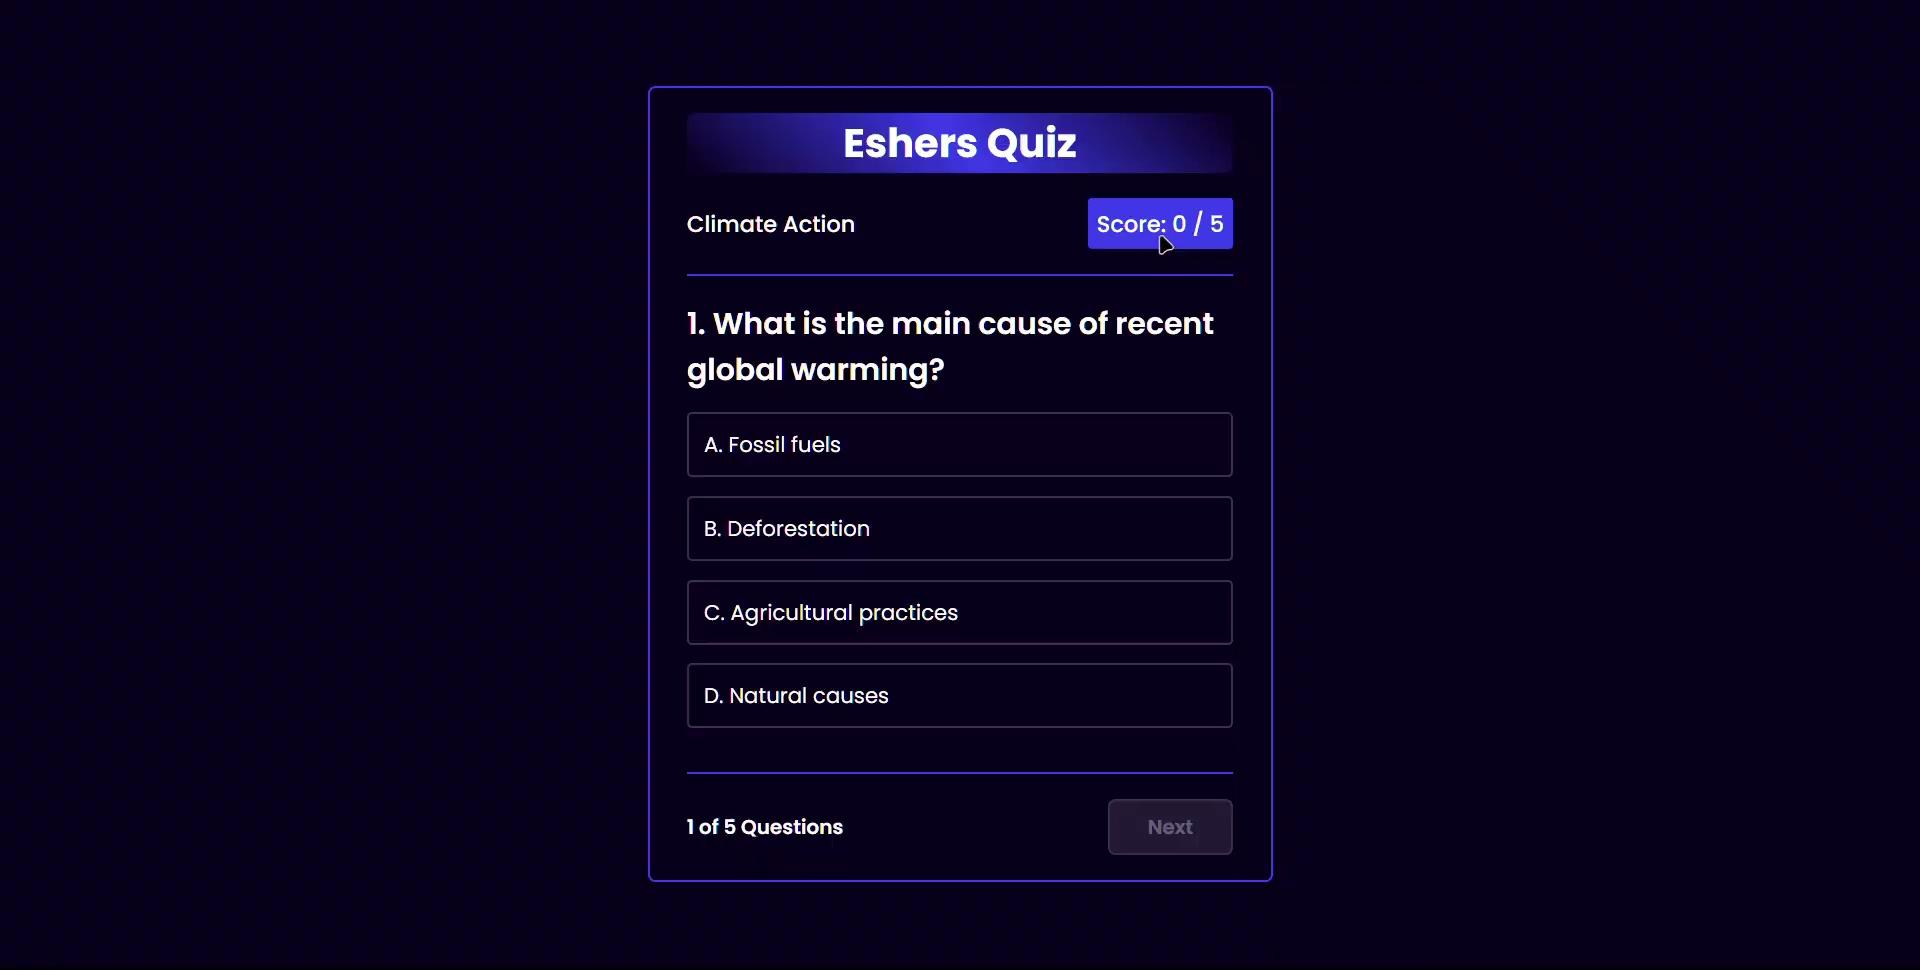 Eshers Quiz
Climate Action
Score: 0 / 5
1. What is the main cause of recent
global warming?
A. Fossil fuels
B. Deforestation
C. Agricultural practices
D. Natural causes
1 of 5 Questions
Next